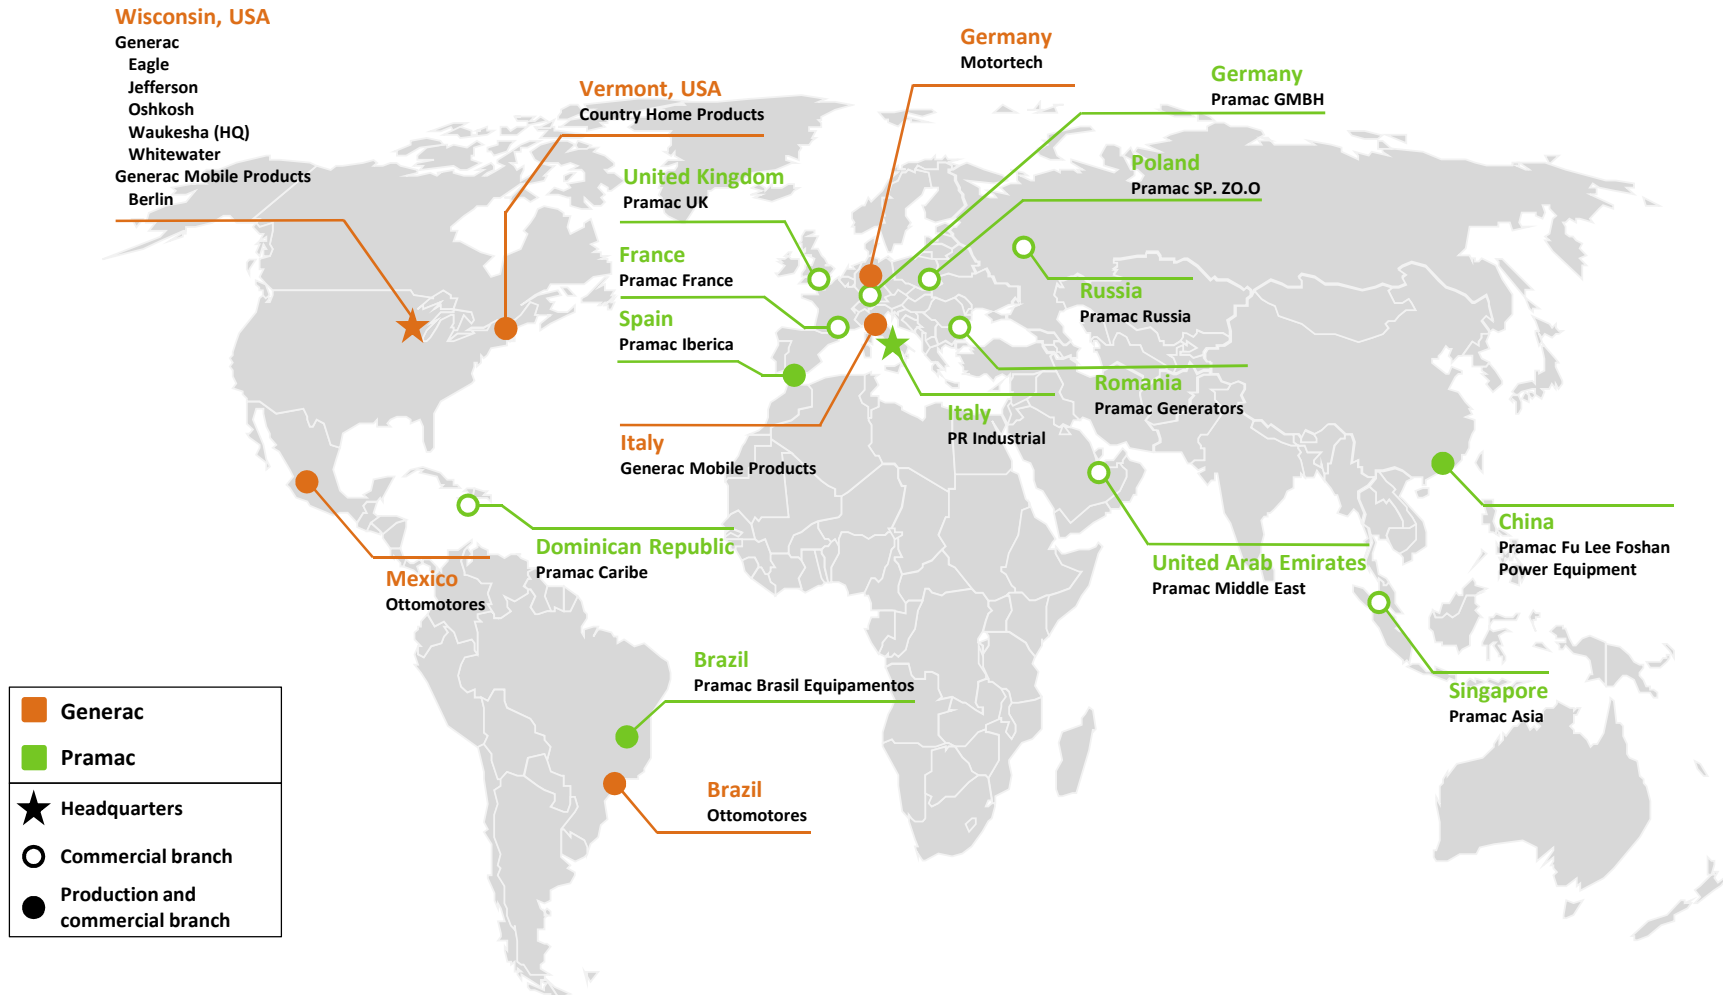 Wisconsin, USA
Generac
Eagle
Jefferson
Oshkosh
Waukesha (HQ)
Whitewater
Generac Mobile Products
Berlin
Vermont, USA
Country Home Products
Germany
Motortech
Germany
Pramac GMBH
United Kingdom
Pramac UK
Poland
Pramac SP. ZO.O
France
Pramac France
Spain
Pramac Iberica
Russia
Pramac Russia
Romania
Pramac Generators
Italy
PR Industrial
Italy
Generac Mobile Products
Dominican Republic
Pramac Caribe
Mexico
Ottomotores
United Arab Emirates
Pramac Middle East
China
Pramac Fu Lee Foshan
Power Equipment
Brazil
Pramac Brasil Equipamentos
Singapore
Pramac Asia
Brazil
Ottomotores
Generac
Pramac
Headquarters
Commercial branch
Production and
commercial branch